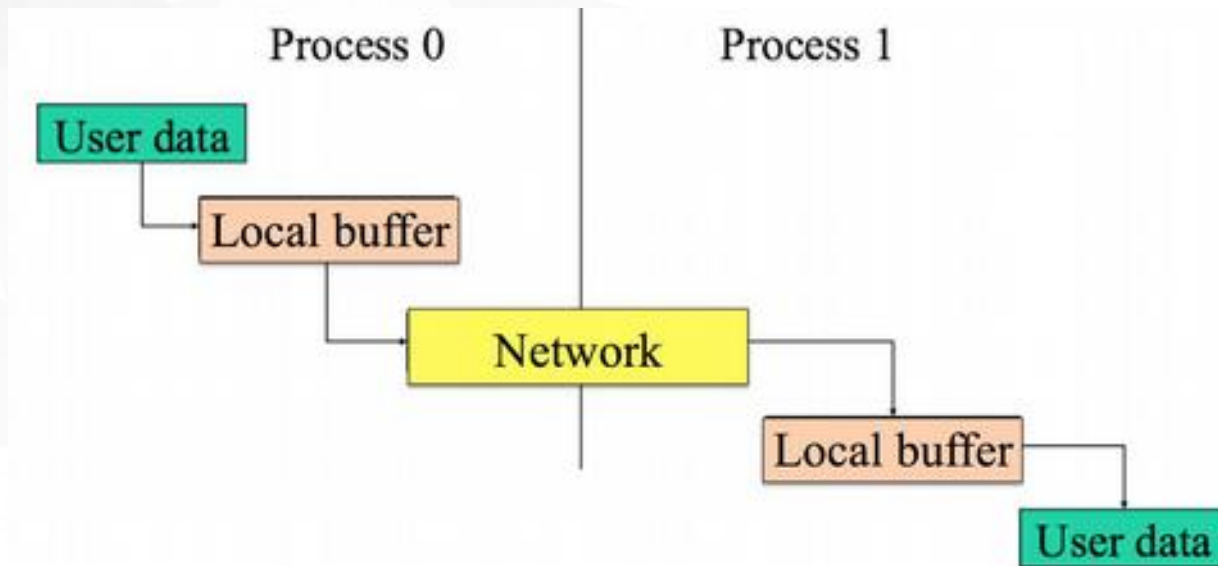 Process 0
Process 1
User data
Local buffer
Network
Local buffer
User data